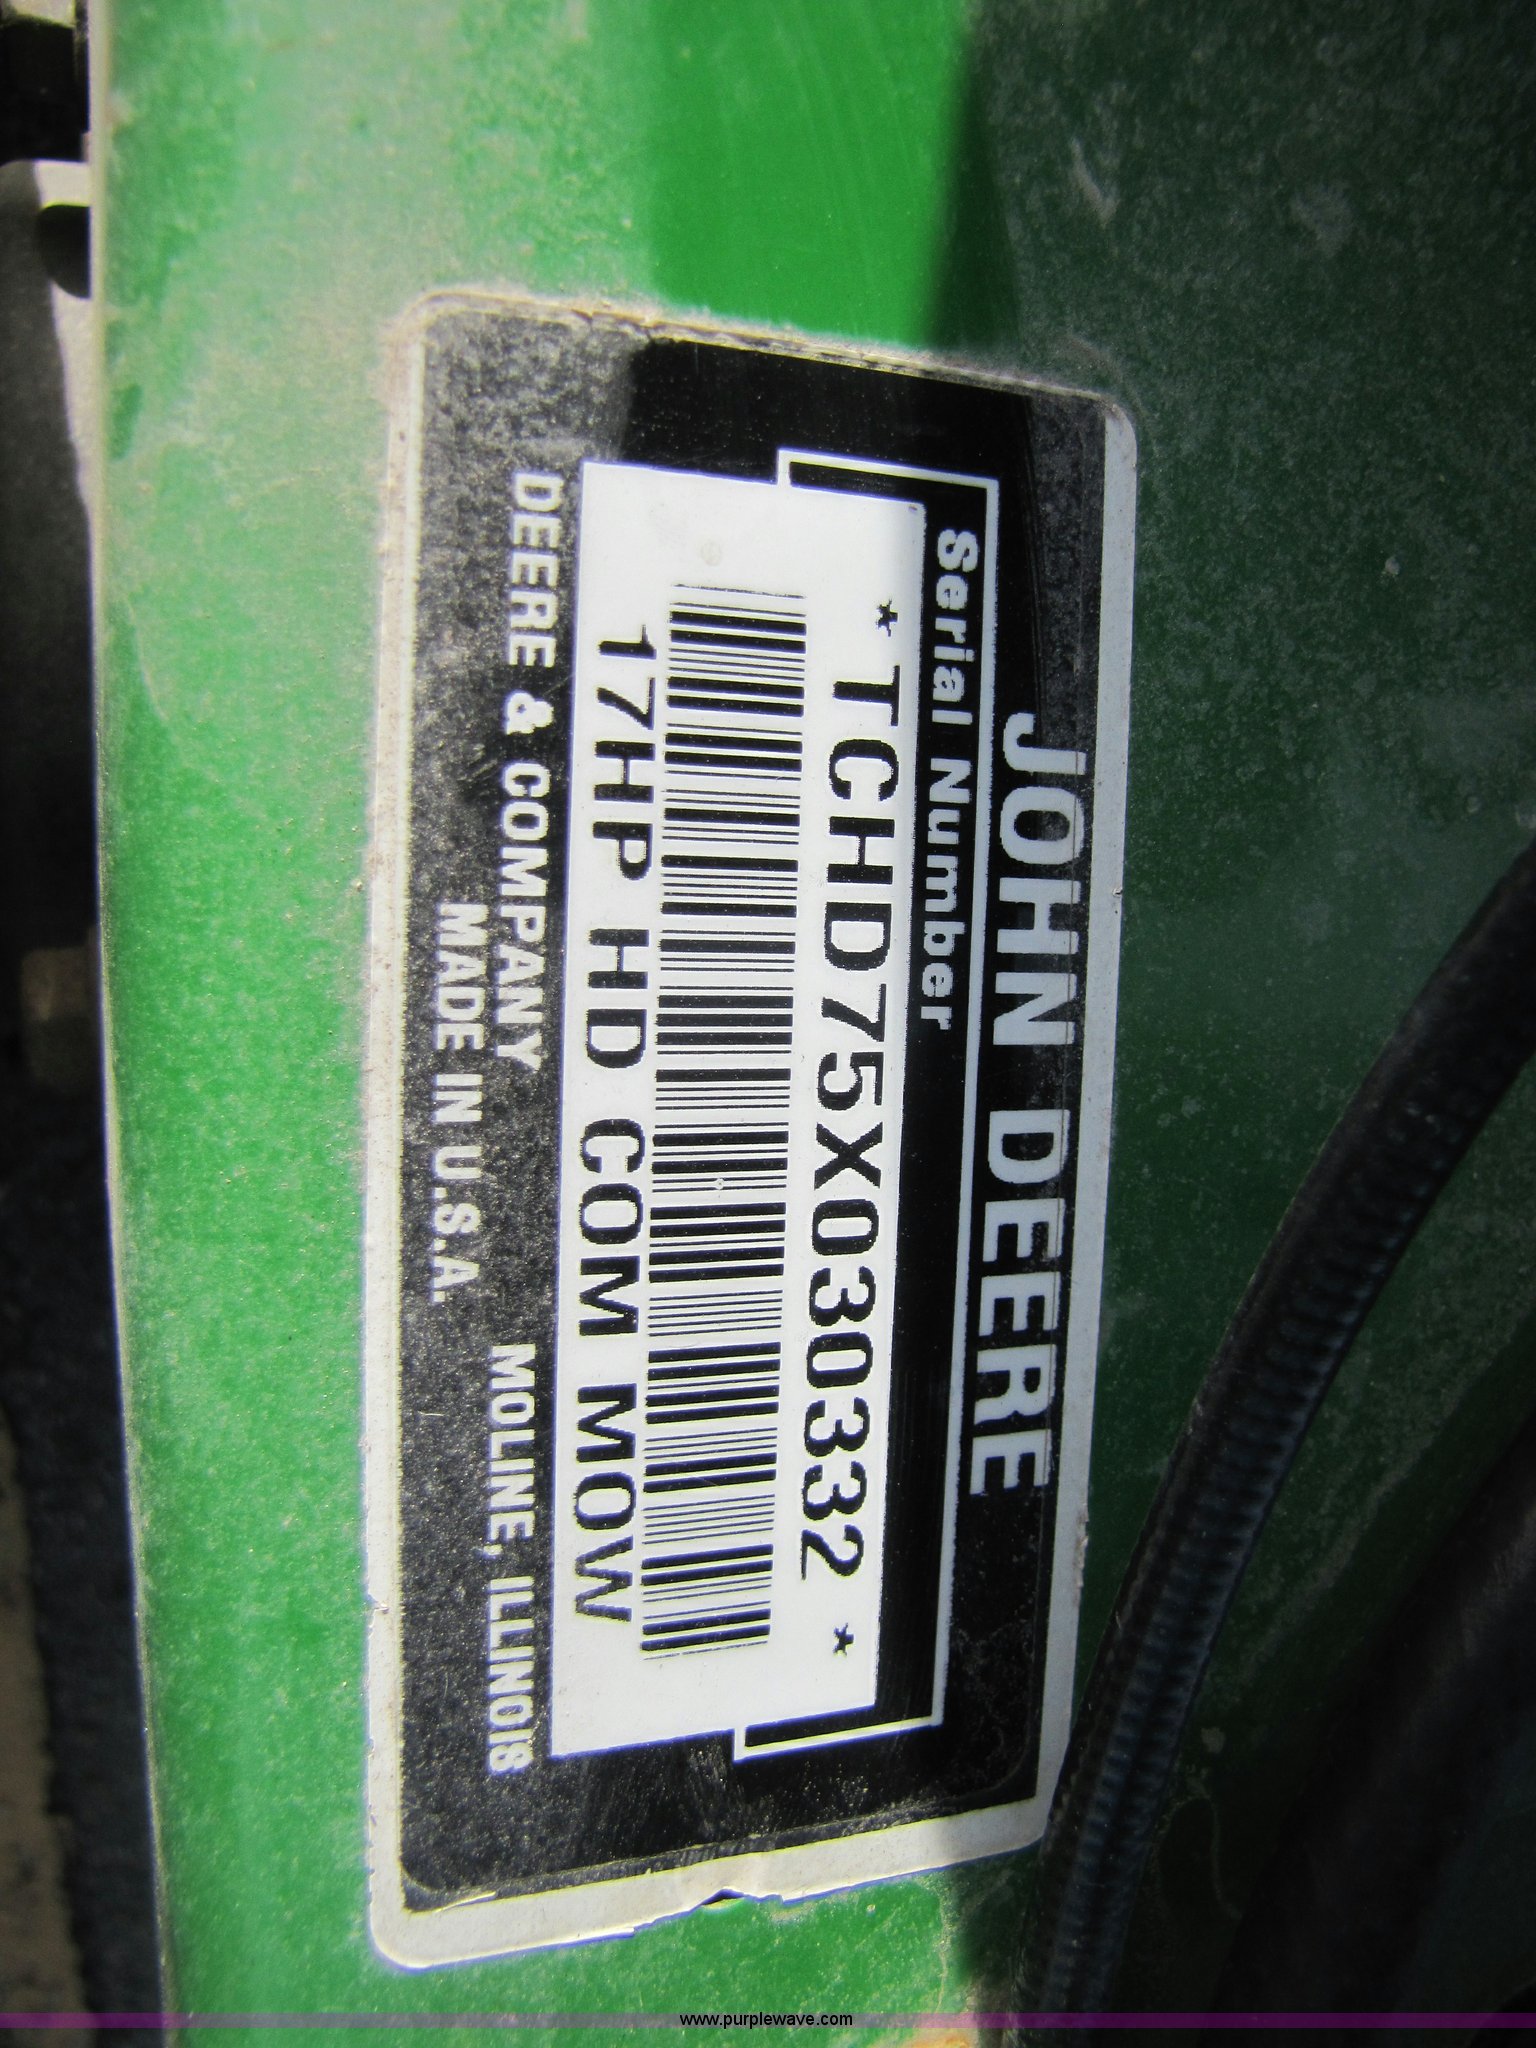 JOHN DEERE
Serial Number
*TCHD75X030332 *
17HP HD COM MOW
DEERE & COMPANY MOLINE, ILLINOIS
MADE IN U.S.A.
www.purplewave.com